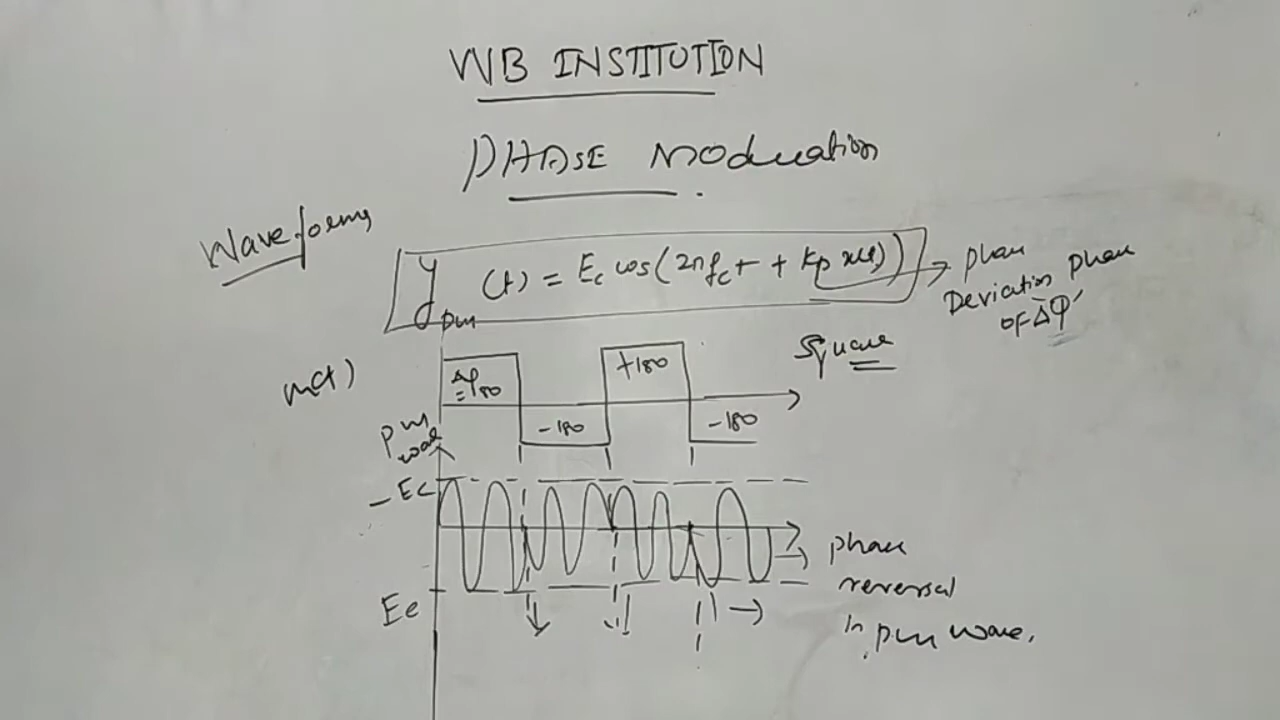 WB INSTITUTION
PHASE Modulation
Waveforms
y pm (t) = Ec cos(2πfct + Kp x(t))
phase
Deviation phase
of Δφ'
m(t)
Square
Δφ
=180
-180
+180
-180
pm
wave
- Ec
Ec
phase
reversal
In pm wave.